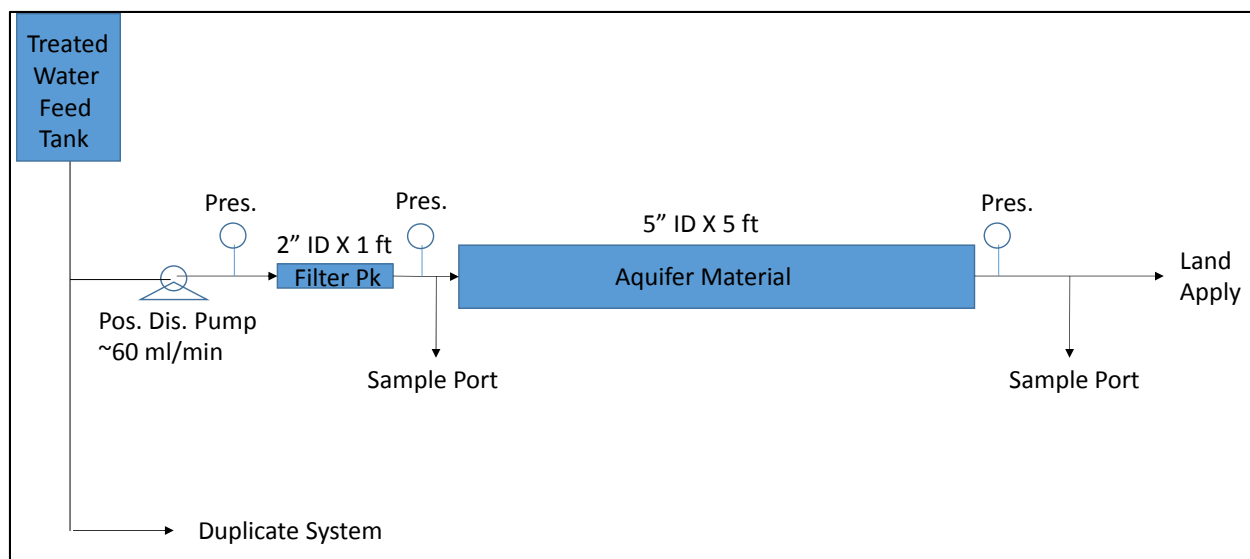 Treated
Water
Feed
Tank
Pres.
Pres.
5” ID X 5 ft
Pres.
2” ID X 1 ft
Filter Pk
Aquifer Material
Land
Apply
Pos. Dis. Pump
~60 ml/min
Sample Port
Sample Port
Duplicate System